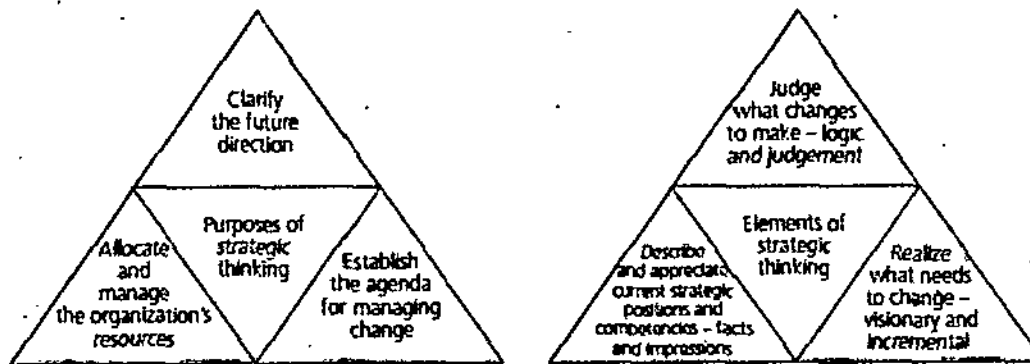 Clarify
the future
direction
Purposes of
strategic
thinking
Allocate
and
manage
the organization's
resources
Establish
the agenda
for managing
change
Judge
what changes
to make – logic
and judgement
Elements of
strategic
thinking
Describe
and appreciate
current strategic
positions and
competencies – facts
and impressions
Realize
what needs
to change –
visionary and
incremental